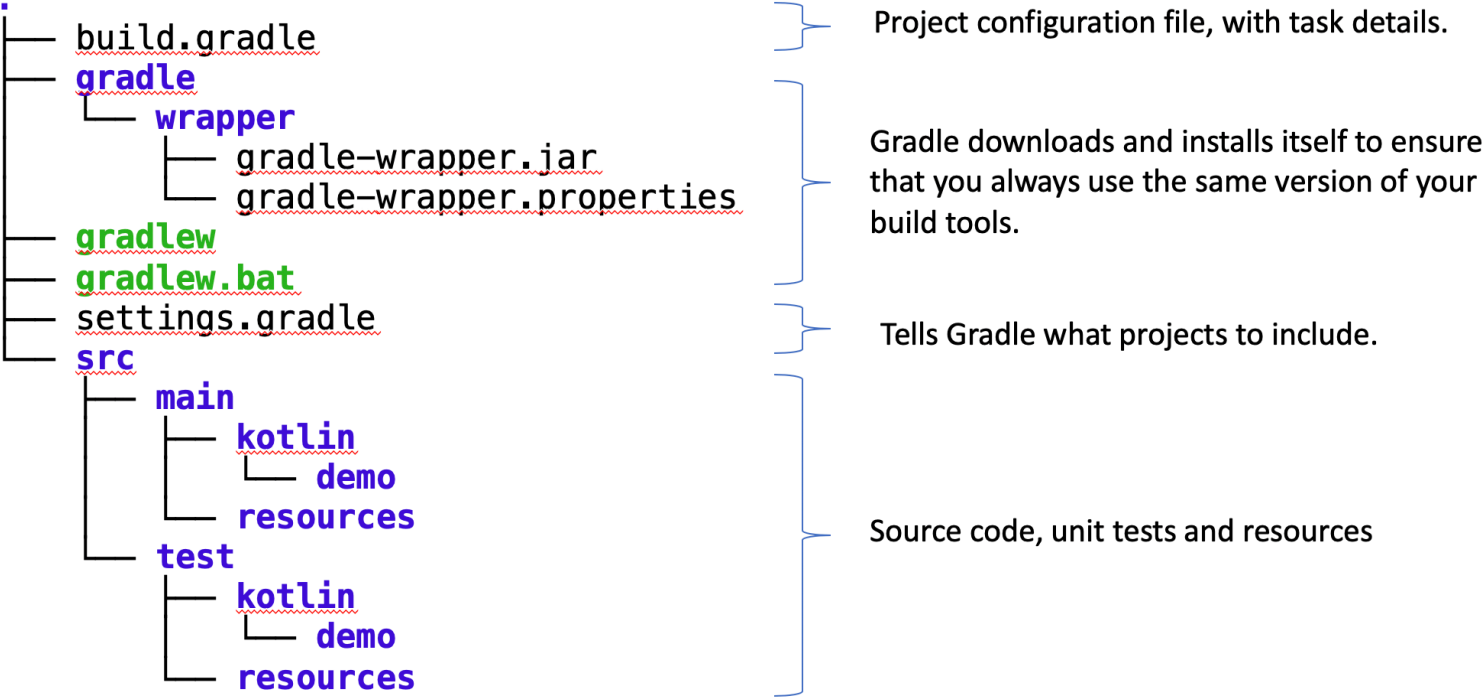 .
build.gradle
Project configuration file, with task details.
gradle
wrapper
gradle-wrapper.jar
gradle-wrapper.properties
gradlew
gradlew.bat
Gradle downloads and installs itself to ensure
that you always use the same version of your
build tools.
settings.gradle
Tells Gradle what projects to include.
src
main
kotlin
demo
resources
test
kotlin
demo
resources
Source code, unit tests and resources